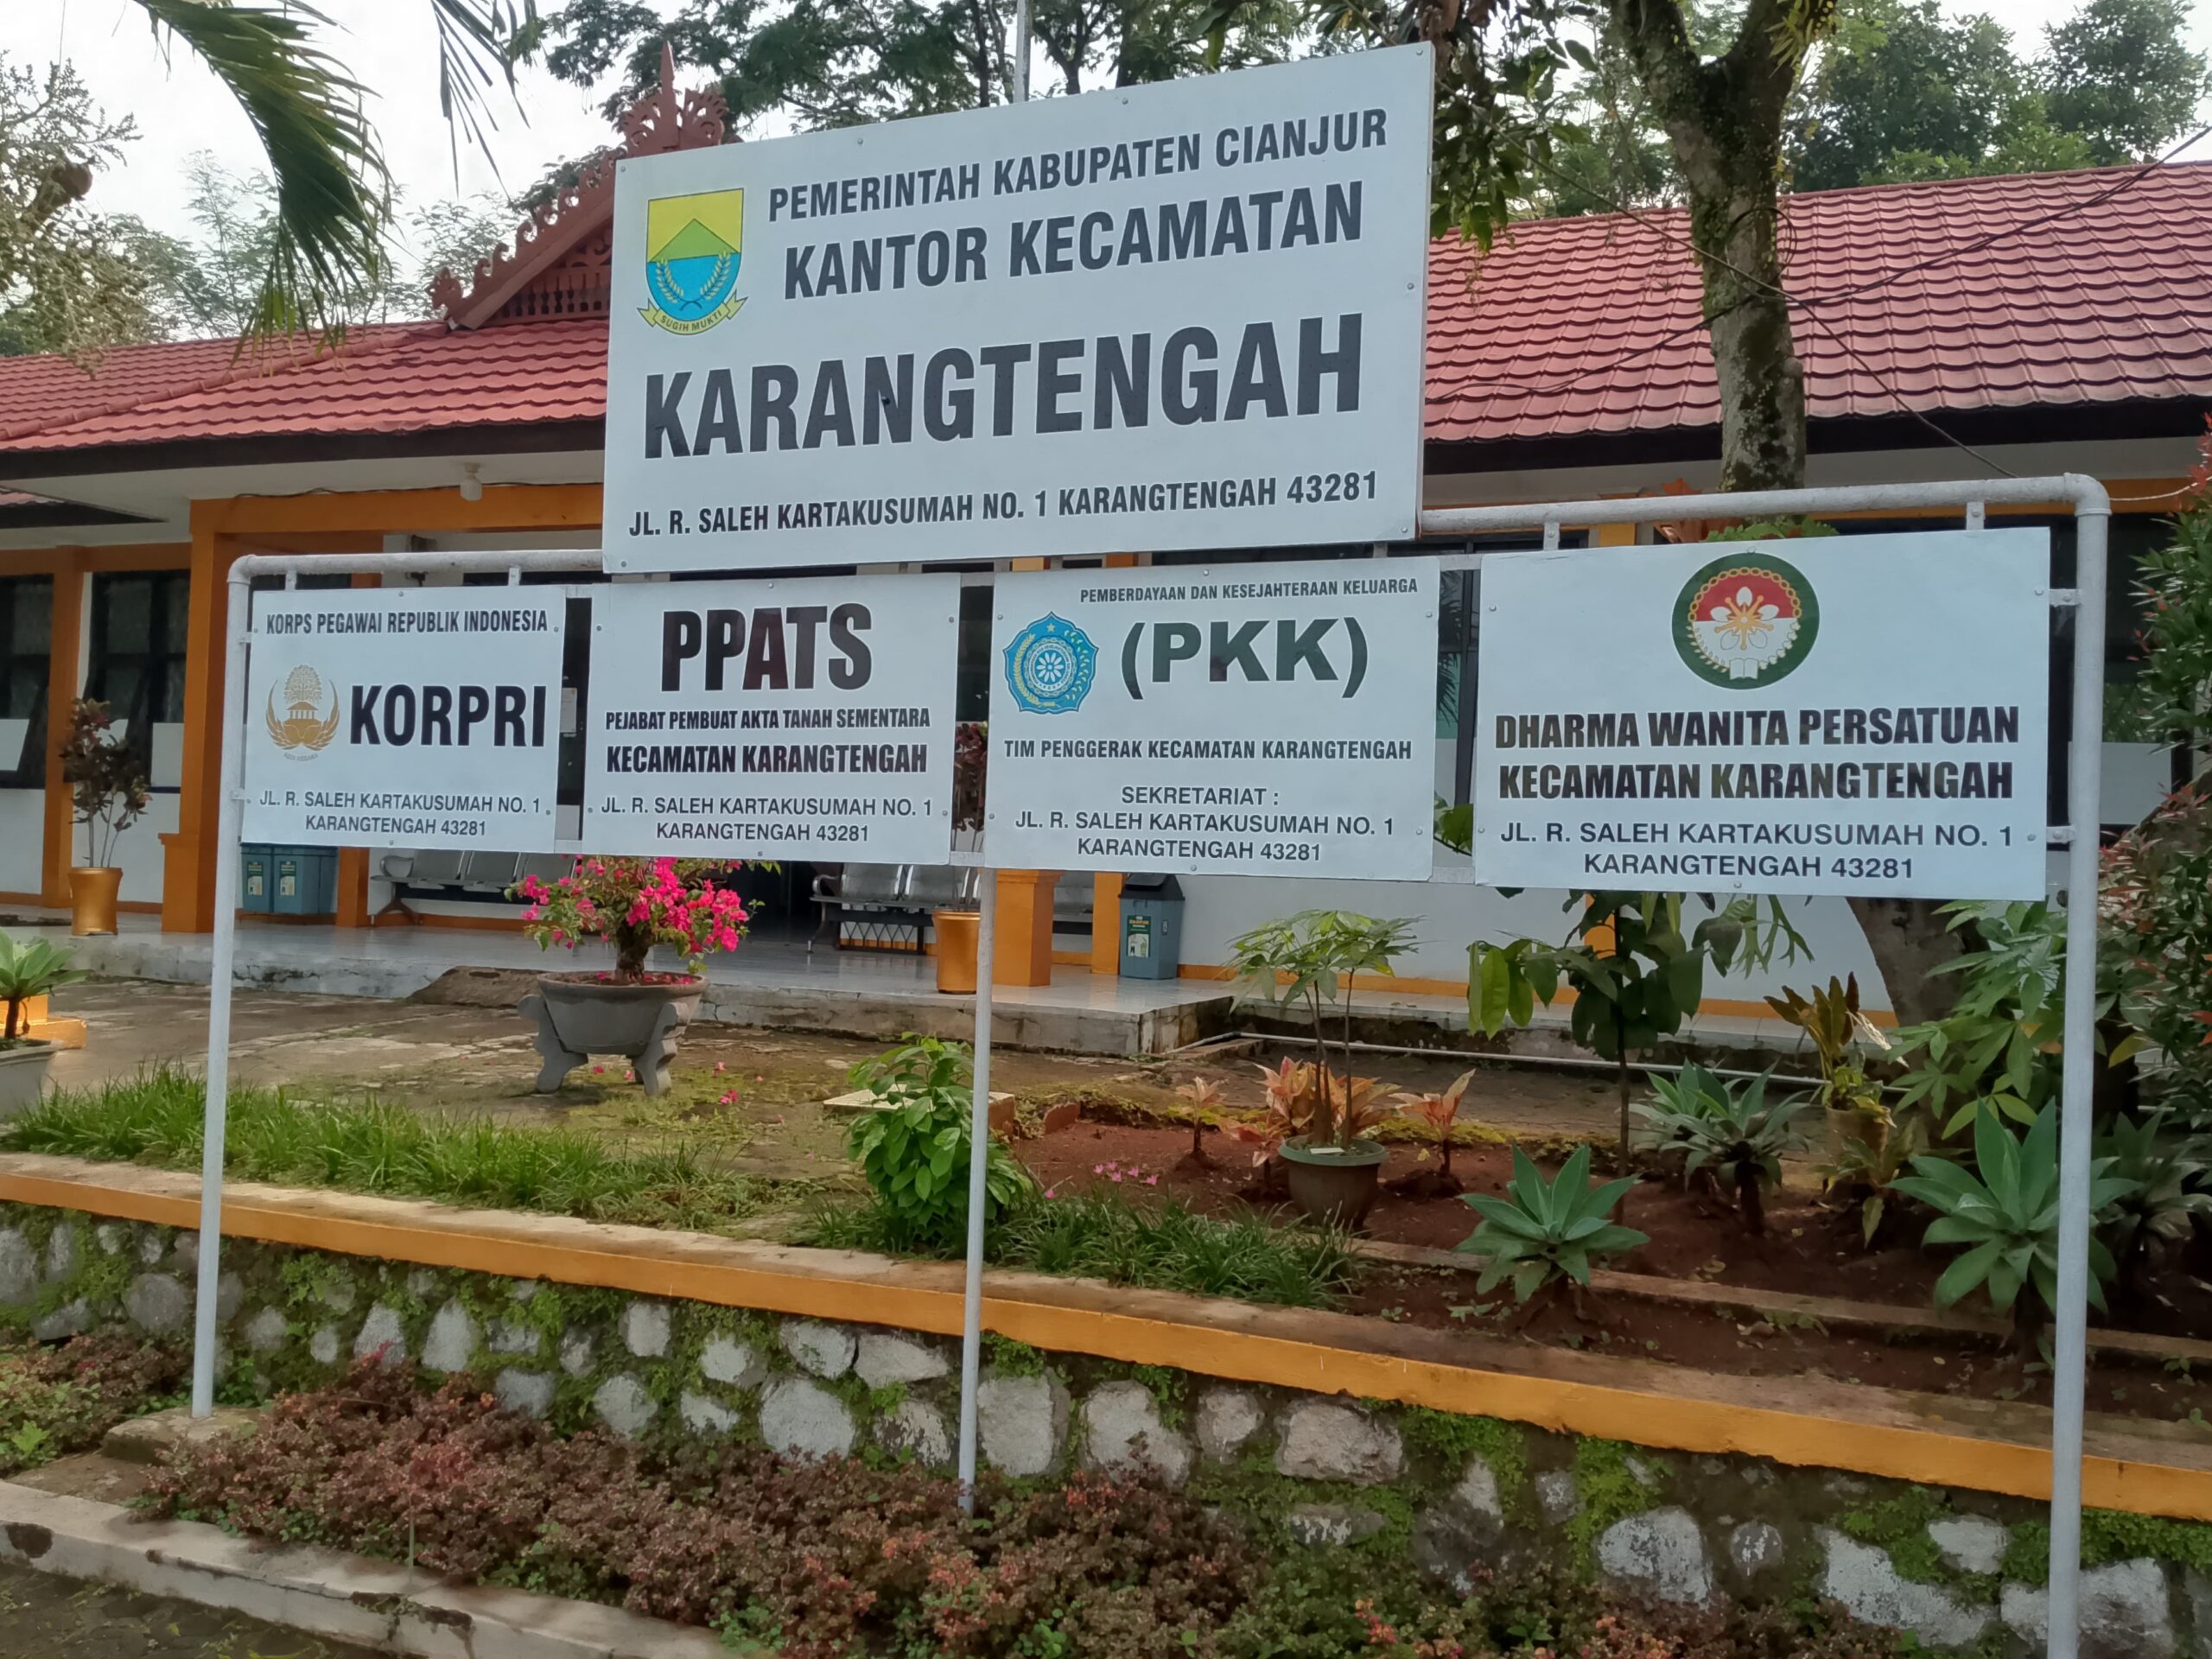 PEMERINTAH KABUPATEN CIANJUR
KANTOR KECAMATAN
SUGIH MUKTI
KARANGTENGAH
JL. R. SALEH KARTAKUSUMAH NO. 1 KARANGTENGAH 43281
KORPS PEGAWAI REPUBLIK INDONESIA
KORPRI
JL. R. SALEH KARTAKUSUMAH NO. 1
KARANGTENGAH 43281
PPATS
PEJABAT PEMBUAT AKTA TANAH SEMENTARA
KECAMATAN KARANGTENGAH
JL. R. SALEH KARTAKUSUMAH NO. 1
KARANGTENGAH 43281
PEMBERDAYAAN DAN KESEJAHTERAAN KELUARGA
(PKK)
TIM PENGGERAK KECAMATAN KARANGTENGAH
SEKRETARIAT :
JL. R. SALEH KARTAKUSUMAH NO. 1
KARANGTENGAH 43281
DHARMA WANITA PERSATUAN
KECAMATAN KARANGTENGAH
JL. R. SALEH KARTAKUSUMAH NO. 1
KARANGTENGAH 43281